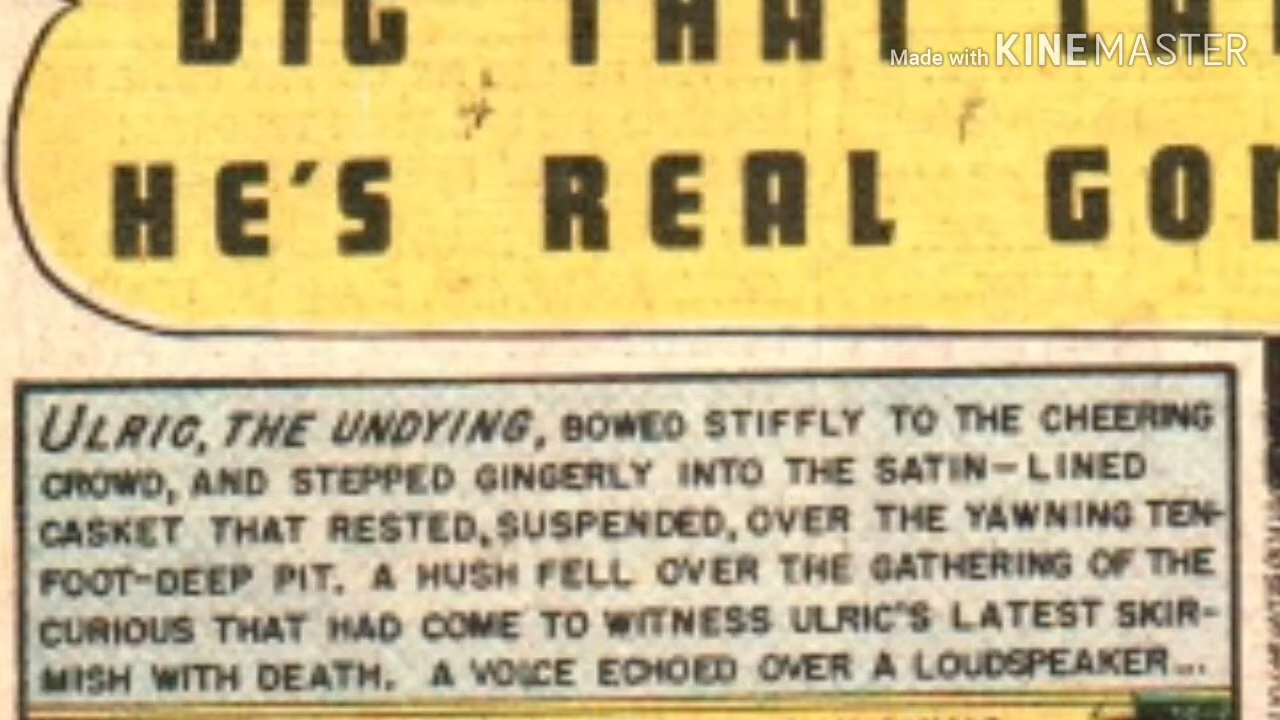 DIG THAT
Made with KINEMASTER
HE'S REAL
ULRIC, THE UNDYING, BOWED STIFFLY TO THE CHEERING
CROWD, AND STEPPED GINGERLY INTO THE SATIN-LINED
CASKET THAT RESTED, SUSPENDED, OVER THE YAWNING TEN-
FOOT-DEEP PIT. A HUSH FELL OVER THE GATHERING OF THE
CURIOUS THAT HAD COME TO WITNESS ULRIC'S LATEST SKIR-
MISH WITH DEATH. A VOICE ECHOED OVER A LOUDSPEAKER...